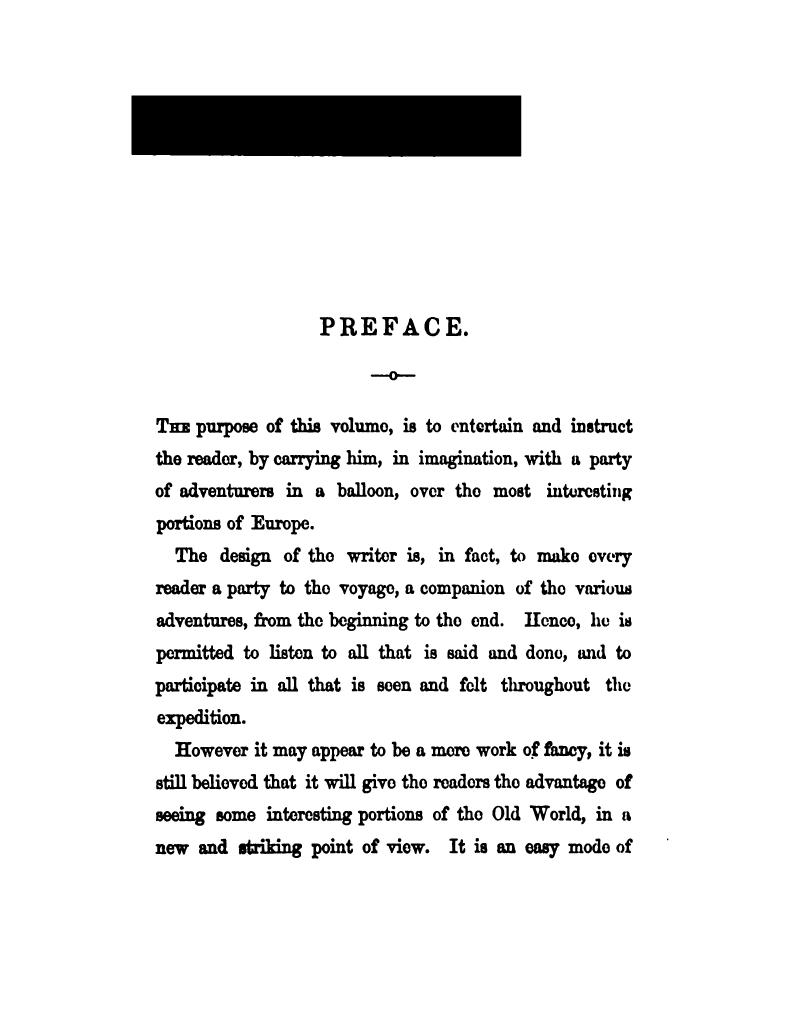 PREFACE.
THE purpose of this volume, is to entertain and instruct
the reader, by carrying him, in imagination, with a party
of adventurers in a balloon, over the most interesting
portions of Europe.
The design of the writer is, in fact, to make every
reader a party to the voyage, a companion of the various
adventures, from the beginning to the end. Hence, he is
permitted to listen to all that is said and done, and to
participate in all that is seen and felt throughout the
expedition.
However it may appear to be a mere work of fancy, it is
still believed that it will give the readers the advantage of
seeing some interesting portions of the Old World, in a
new and striking point of view. It is an easy mode of